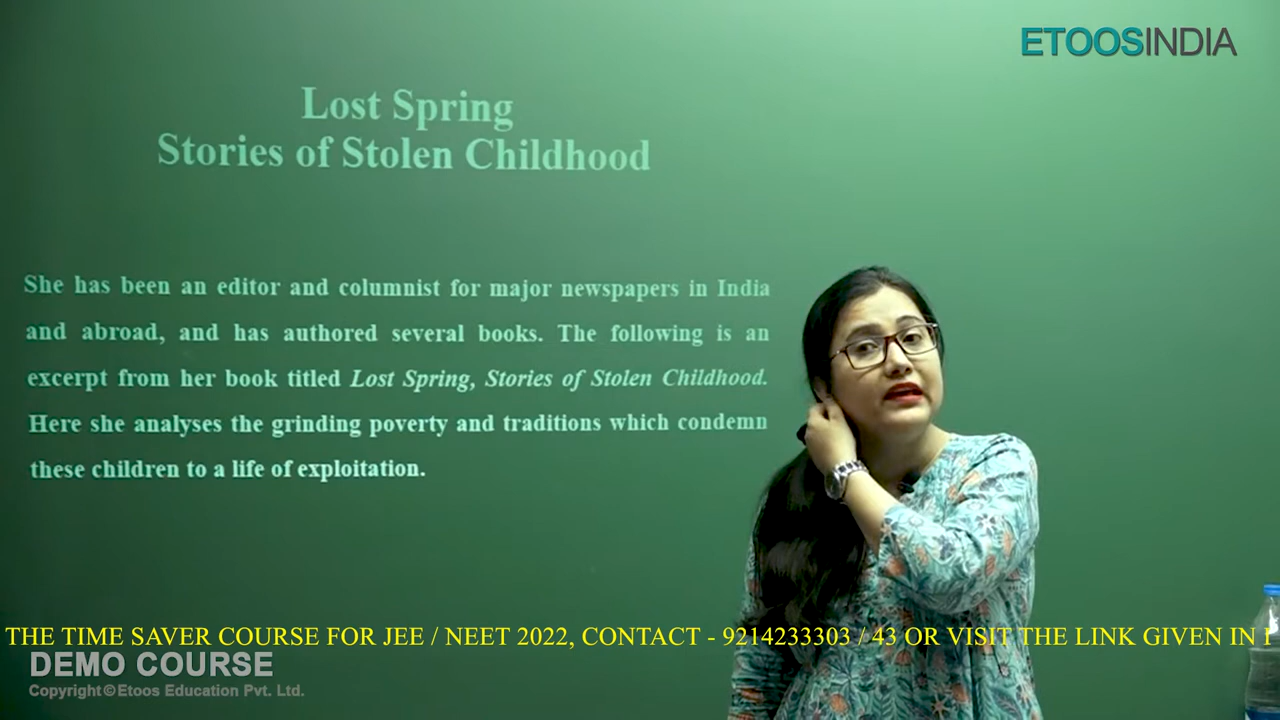 ETOOSINDIA
Lost Spring
Stories of Stolen Childhood
She has been an editor and columnist for major newspapers in India
and abroad, and has authored several books. The following is an
excerpt from her book titled Lost Spring, Stories of Stolen Childhood.
Here she analyses the grinding poverty and traditions which condemn
these children to a life of exploitation.
THE TIME SAVER COURSE FOR JEE / NEET 2022, CONTACT - 9214233303 / 43 OR VISIT THE LINK GIVEN IN
DEMO COURSE
Copyright © Etoos Education Pvt. Ltd.